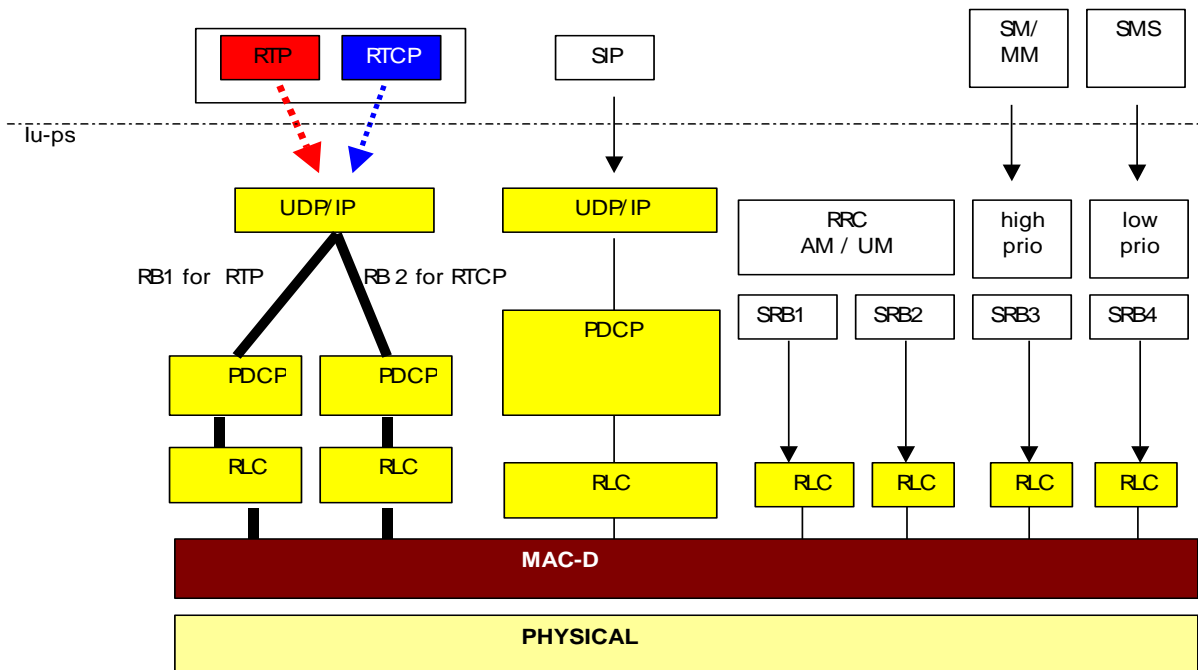 RTP
RTCP
SIP
SM/
MM
SMS
Iu-ps
UDP/IP
UDP/IP
RRC
AM / UM
high
prio
low
prio
RB1 for RTP
RB 2 for RTCP
SRB1
SRB2
SRB3
SRB4
PDCP
PDCP
PDCP
RLC
RLC
RLC
RLC
RLC
RLC
RLC
MAC-D
PHYSICAL